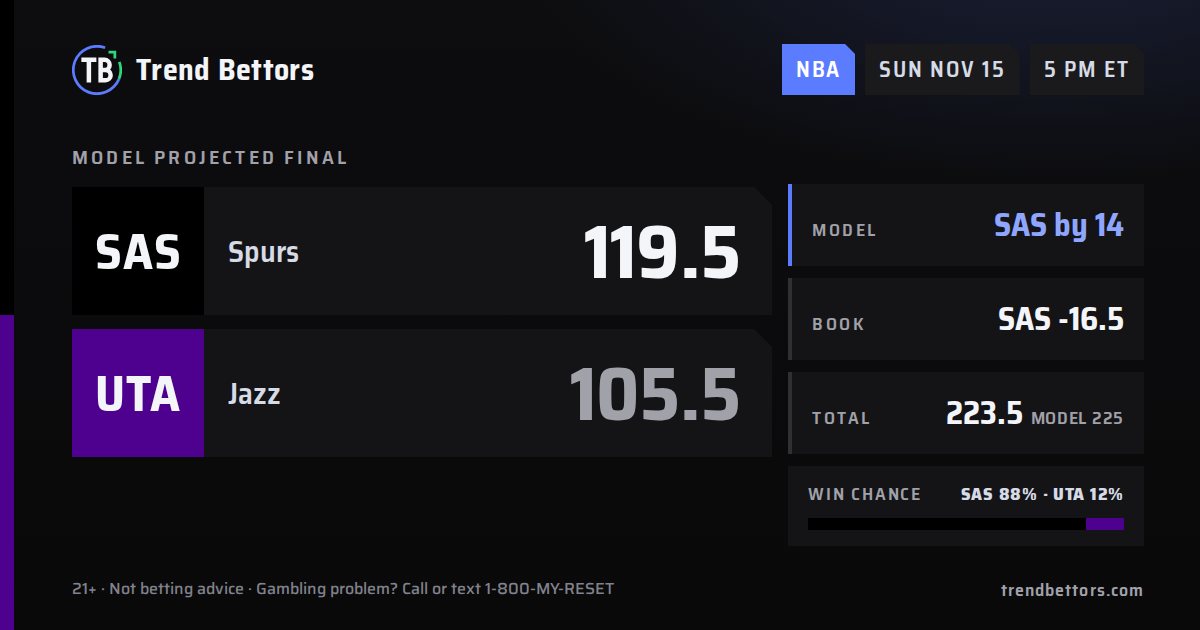 TB Trend Bettors
NBA SUN NOV 15 5 PM ET
MODEL PROJECTED FINAL
SAS Spurs 119.5
UTA Jazz 105.5
MODEL SAS by 14
BOOK SAS -16.5
TOTAL 223.5 MODEL 225
WIN CHANCE SAS 88% · UTA 12%
21+ · Not betting advice · Gambling problem? Call or text 1-800-MY-RESET
trendbettors.com